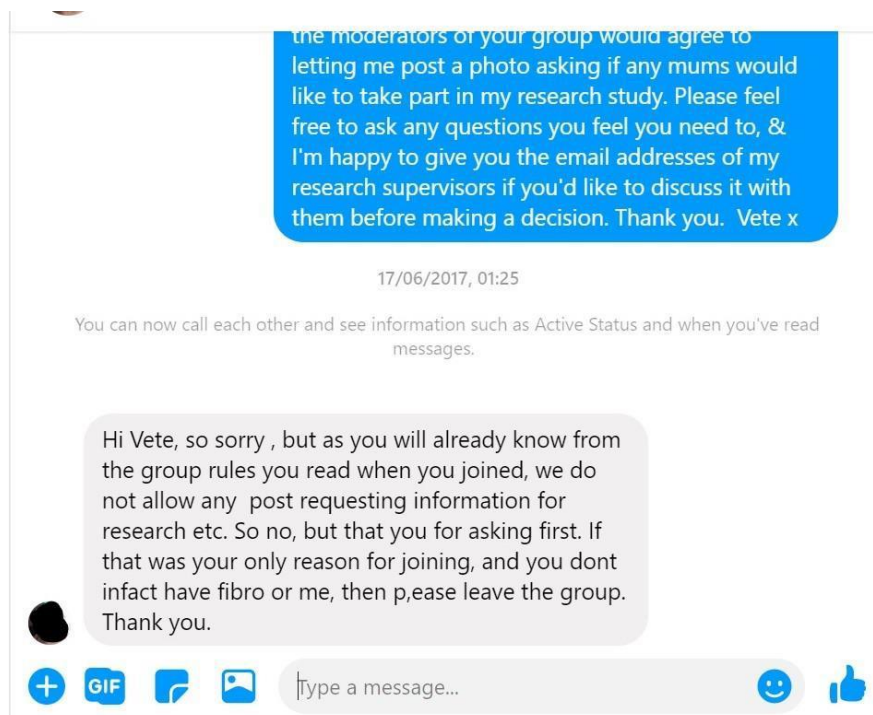 the moderators of your group would agree to
letting me post a photo asking if any mums would
like to take part in my research study. Please feel
free to ask any questions you feel you need to, &
I'm happy to give you the email addresses of my
research supervisors if you'd like to discuss it with
them before making a decision. Thank you.  Vete x
17/06/2017, 01:25
You can now call each other and see information such as Active Status and when you've read
messages.
Hi Vete, so sorry , but as you will already know from
the group rules you read when you joined, we do
not allow any  post requesting information for
research etc. So no, but that you for asking first. If
that was your only reason for joining, and you dont
infact have fibro or me, then p,ease leave the group.
Thank you.
GIF
Type a message...